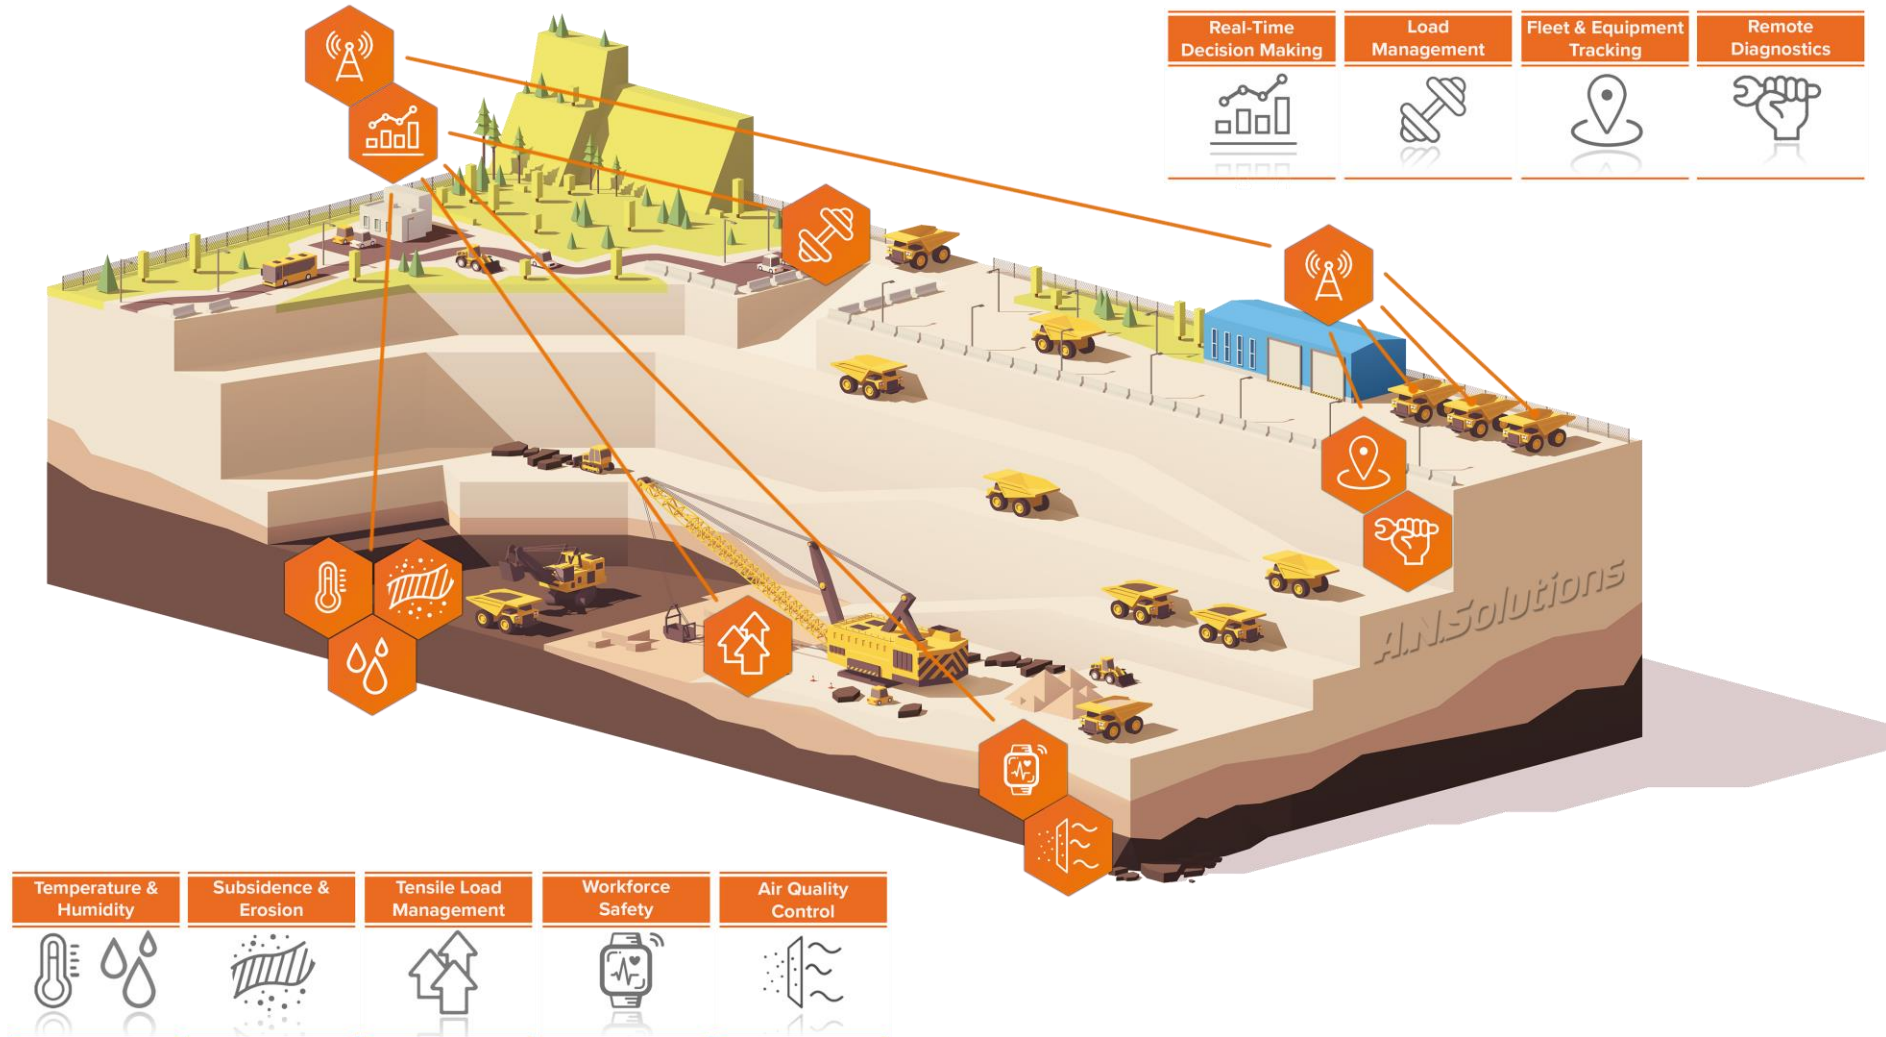 Real-Time
Decision Making
Load
Management
Fleet & Equipment
Tracking
Remote
Diagnostics
A.N.Solutions
Temperature &
Humidity
Subsidence &
Erosion
Tensile Load
Management
Workforce
Safety
Air Quality
Control